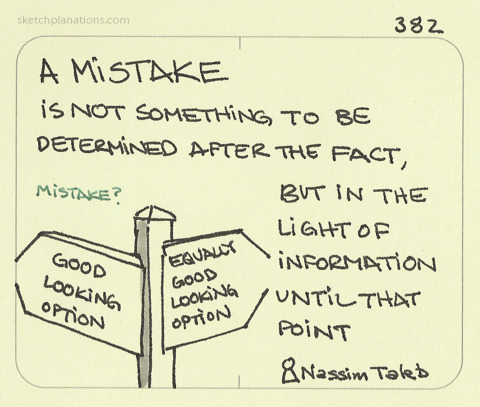 sketchplanations.com
382
A MISTAKE
IS NOT SOMETHING TO BE
DETERMINED AFTER THE FACT,
MISTAKE?
BUT IN THE
LIGHT OF
INFORMATION
UNTIL THAT
POINT
GOOD
LOOKING
OPTION
EQUALLY
GOOD
LOOKING
OPTION
Nassim Taleb